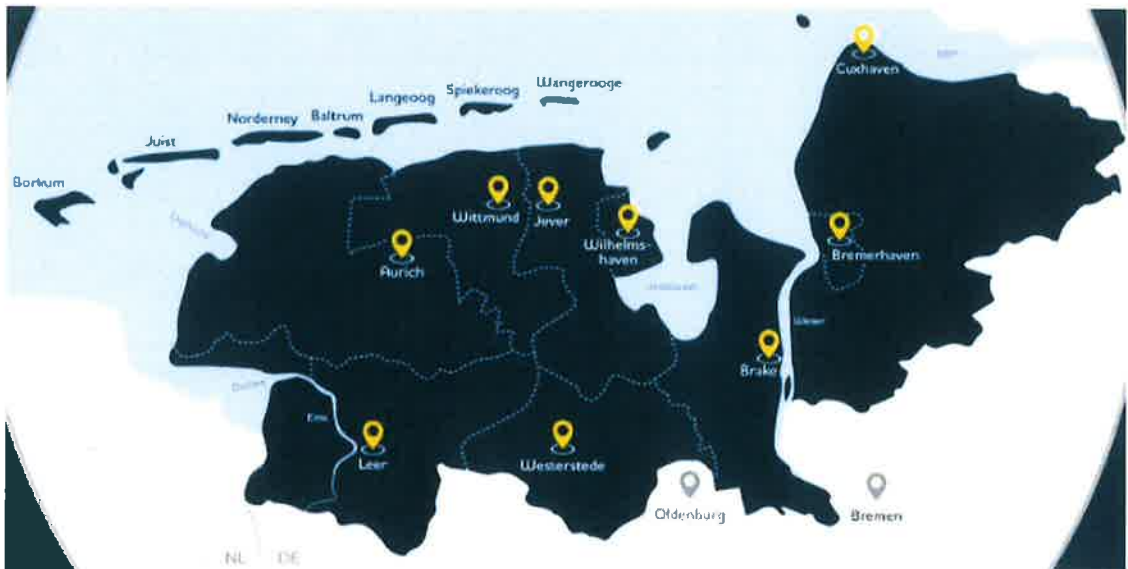 Cuxhaven
Wangerooge
Spiekeroog
Langeoog
Baltrum
Norderney
Juist
Borkum
Wittmund
Jever
Wilhelms-
haven
Aurich
Bremerhaven
Weser
Brake
Dollart
Ems
Leer
Westerstede
Oldenburg
Bremen
NL
DE